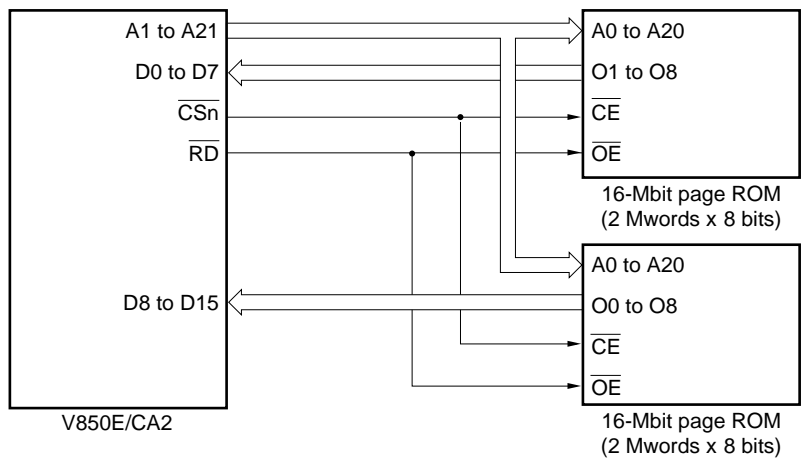 A1 to A21
D0 to D7
CSn
RD
D8 to D15
V850E/CA2
A0 to A20
O1 to O8
CE
OE
16-Mbit page ROM
(2 Mwords x 8 bits)
A0 to A20
O0 to O8
CE
OE
16-Mbit page ROM
(2 Mwords x 8 bits)